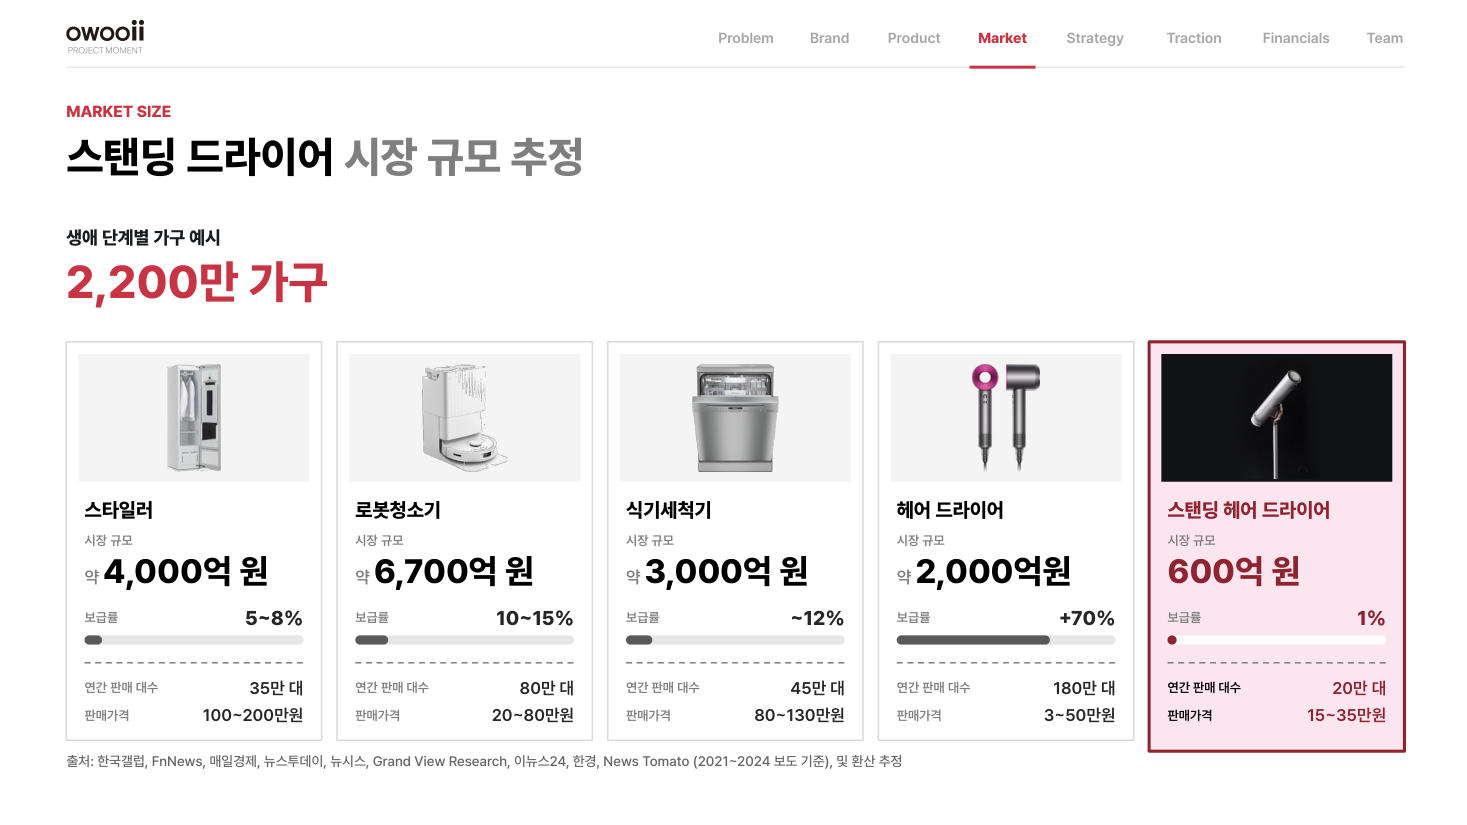 owooii
PROJECT MOMENT
Problem Brand Product Market Strategy Traction Financials Team
MARKET SIZE
스탠딩 드라이어 시장 규모 추정
생애 단계별 가구 예시
2,200만 가구
스타일러
시장 규모
약 4,000억 원
보급률 5~8%
연간 판매 대수 35만 대
판매가격 100~200만원
로봇청소기
시장 규모
약 6,700억 원
보급률 10~15%
연간 판매 대수 80만 대
판매가격 20~80만원
식기세척기
시장 규모
약 3,000억 원
보급률 ~12%
연간 판매 대수 45만 대
판매가격 80~130만원
헤어 드라이어
시장 규모
약 2,000억원
보급률 +70%
연간 판매 대수 180만 대
판매가격 3~50만원
스탠딩 헤어 드라이어
시장 규모
600억 원
보급률 1%
연간 판매 대수 20만 대
판매가격 15~35만원
출처: 한국갤럽, FnNews, 매일경제, 뉴스투데이, 뉴시스, Grand View Research, 이뉴스24, 한경, News Tomato (2021~2024 보도 기준), 및 환산 추정